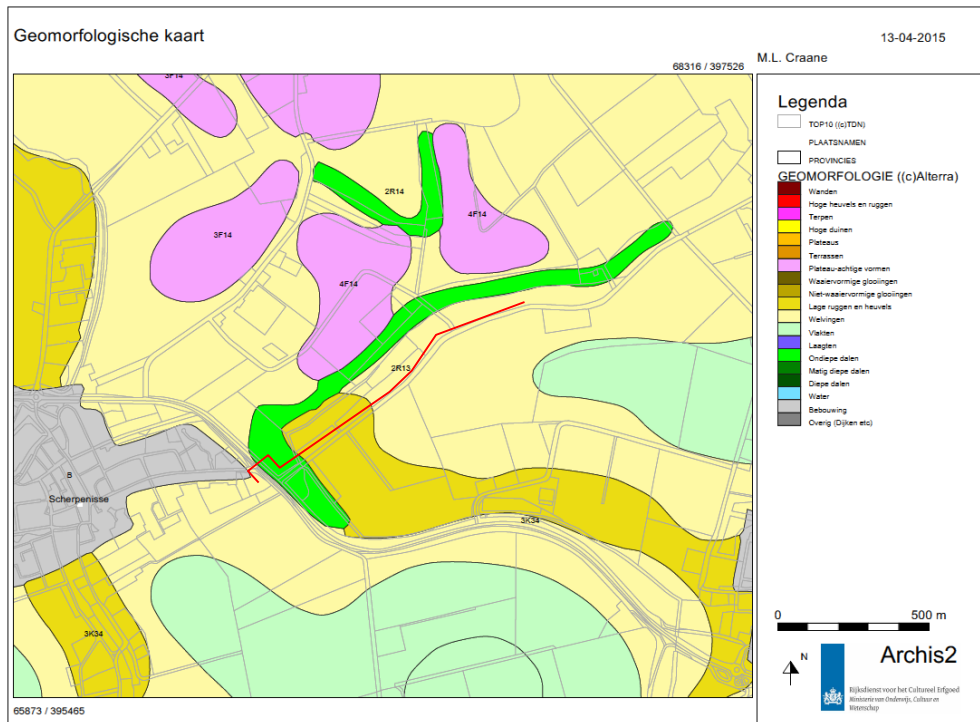 Geomorfologische kaart
13-04-2015
M.L. Craane
68316 / 397526
3F14
2R14
4F14
3F14
4F14
2R13
B
Scherpenisse
3K34
3K34
65873 / 395465
Legenda
TOP10 ((c)TDN)
PLAATSNAMEN
PROVINCIES
GEOMORFOLOGIE ((c)Alterra)
Wanden
Hoge heuvels en ruggen
Terpen
Hoge duinen
Plateaus
Terrassen
Plateau-achtige vormen
Waaiervormige glooiingen
Niet-waaiervormige glooiingen
Lage ruggen en heuvels
Welvingen
Vlakten
Laagten
Ondiepe dalen
Matig diepe dalen
Diepe dalen
Water
Bebouwing
Overig (Dijken etc)
0 500 m
N
Archis2
Rijksdienst voor het Cultureel Erfgoed
Ministerie van Onderwijs, Cultuur en
Wetenschap